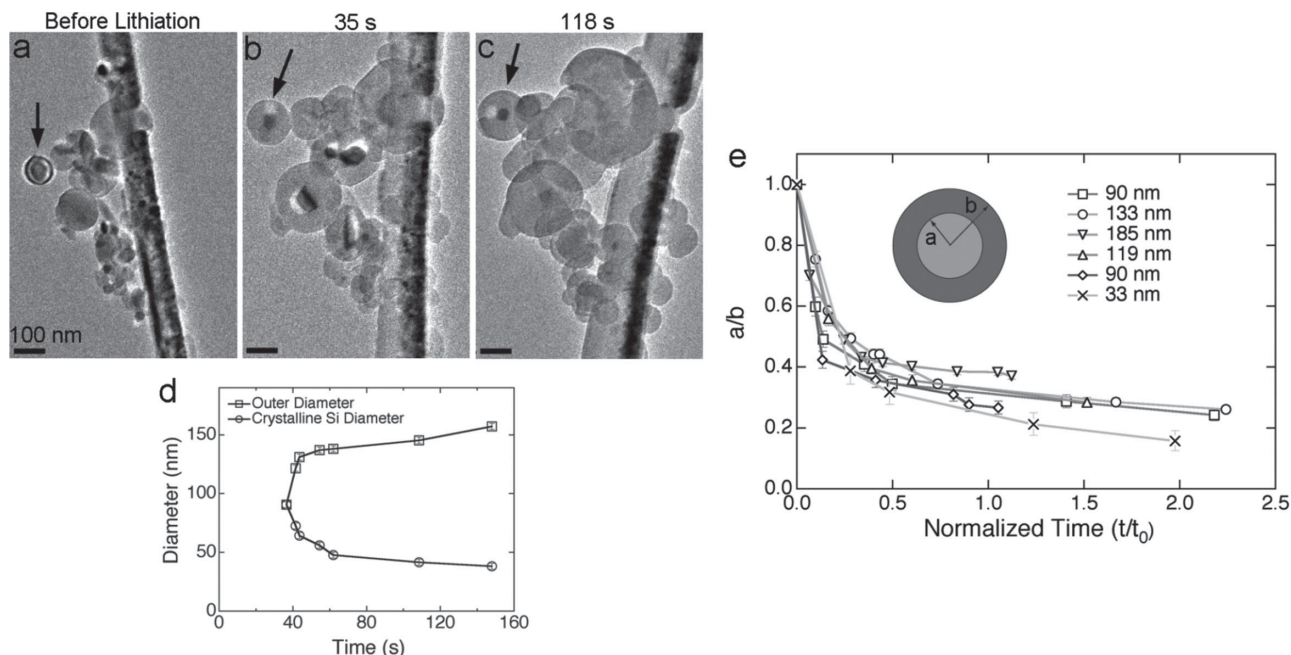 Before Lithiation
35 s
118 s
a
b
c
100 nm
d
Outer Diameter
Crystalline Si Diameter
Diameter (nm)
150
100
50
0
0
40
80
120
160
Time (s)
e
a/b
1.0
0.8
0.6
0.4
0.2
0.0
0.0
0.5
1.0
1.5
2.0
2.5
Normalized Time (t/t₀)
a
b
90 nm
133 nm
185 nm
119 nm
90 nm
33 nm